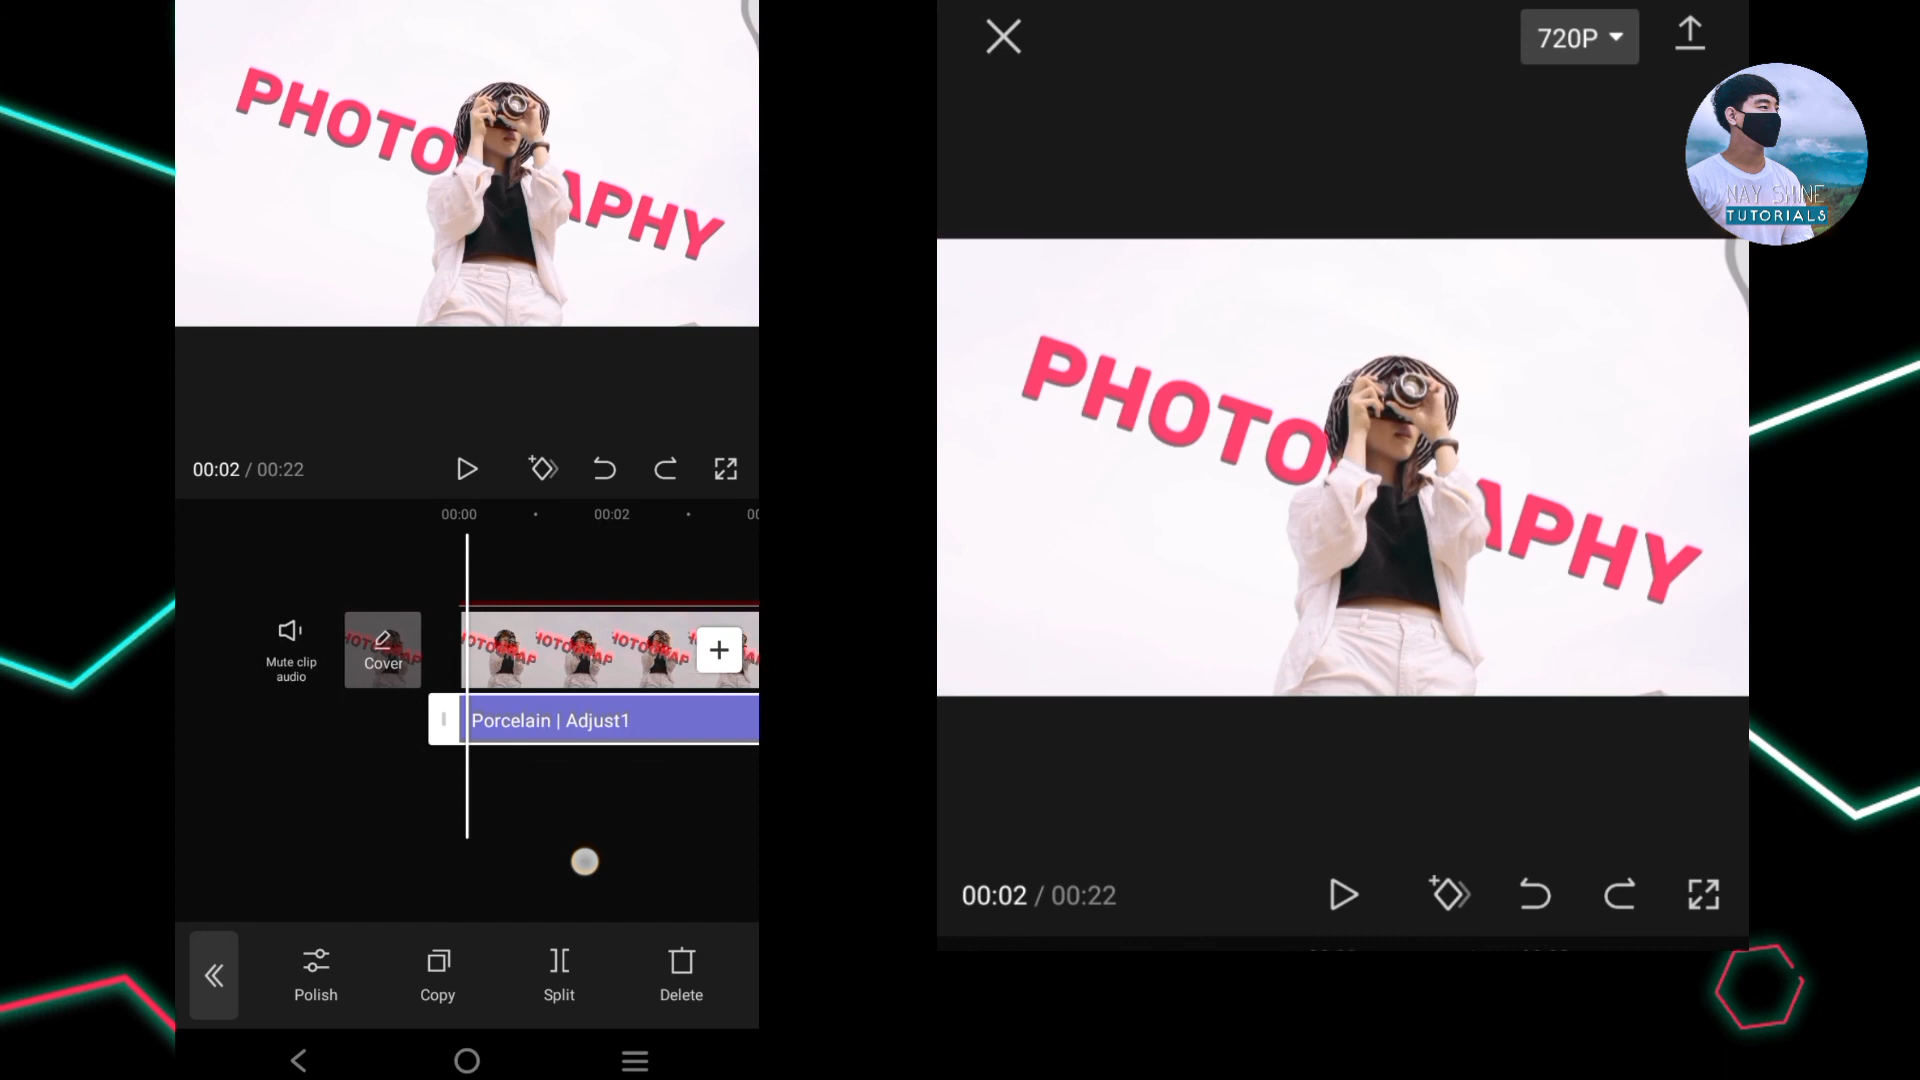 PHOTO
APHY
00:02 / 00:22
00:00
00:02
Mute clip
audio
Cover
Porcelain | Adjust1
Polish
Copy
Split
Delete
720P
NAY SHINE
TUTORIALS
PHOTO
APHY
00:02 / 00:22